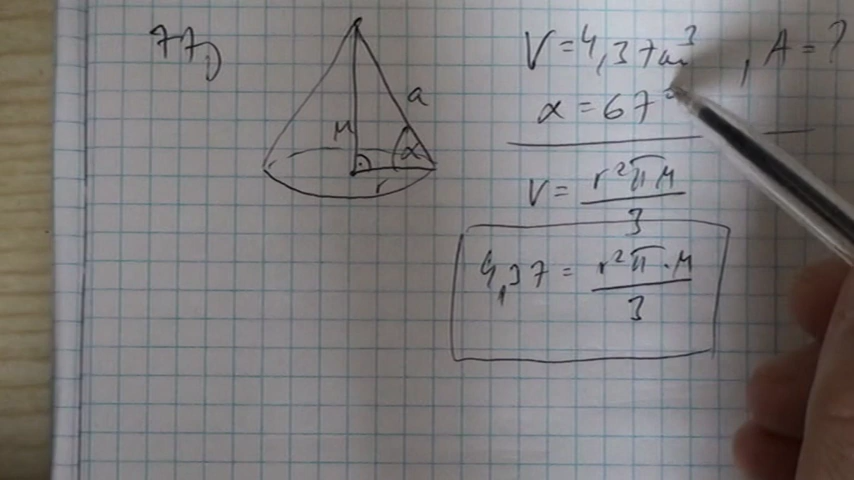 77)
V = 4,37 cm³ , A = ?
α = 67°
V = r²π M / 3
4,37 = r²π · M / 3
M
a
α
r